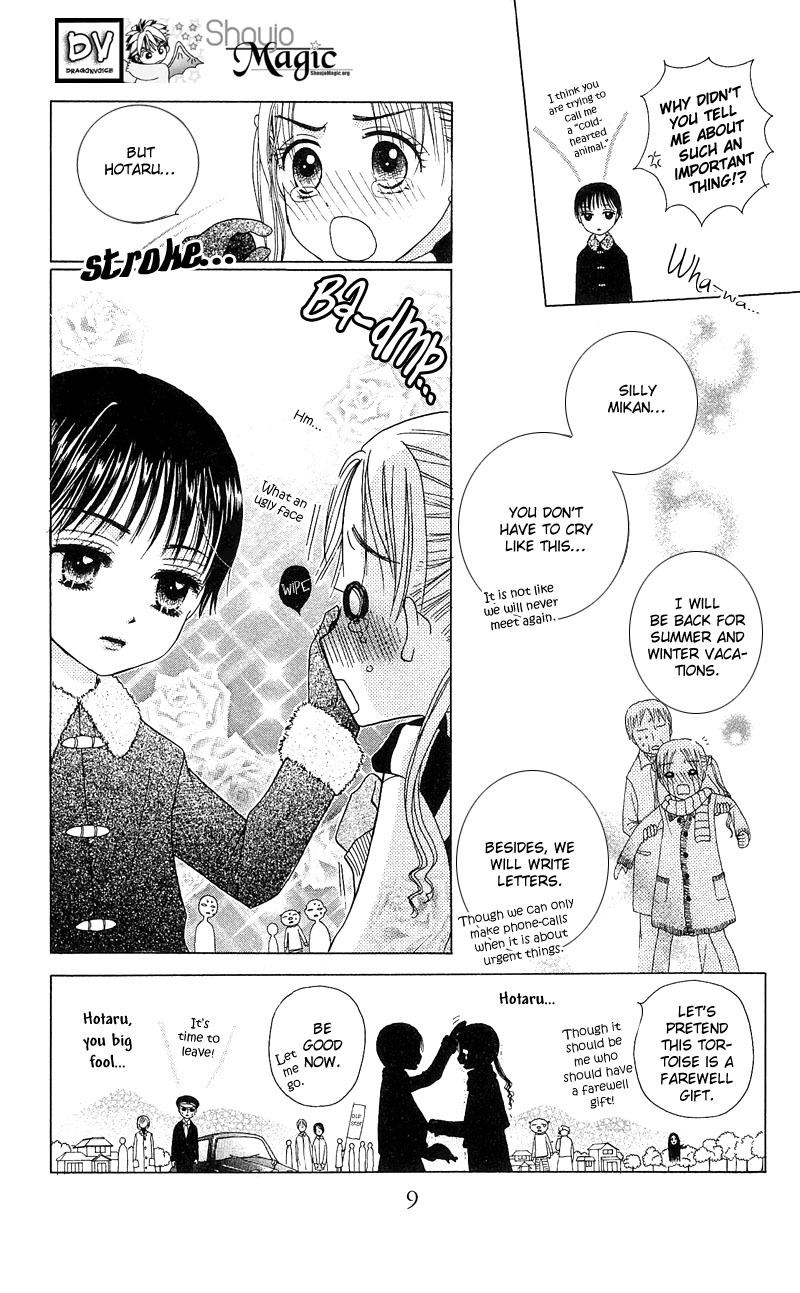 DV
DRAGONVOICE
Shoujo
Magic
ShoujoMagic.org
WHY DIDN'T
YOU TELL
ME ABOUT
SUCH AN
IMPORTANT
THING!?
I think you
are trying to
call me
a "cold-
hearted
animal."
Wha-wa...
BUT
HOTARU...
stroke...
Ba-dmp...
Hm...
What an
ugly face
WIPE
SILLY
MIKAN...
YOU DON'T
HAVE TO CRY
LIKE THIS...
It is not like
we will never
meet again.
I WILL
BE BACK FOR
SUMMER AND
WINTER VACA-
TIONS.
BESIDES, WE
WILL WRITE
LETTERS.
Though we can only
make phone-calls
when it is about
urgent things.
LET'S
PRETEND
THIS TOR-
TOISE IS A
FAREWELL
GIFT.
Though it
should be
me who
should have
a farewell
gift!
Hotaru...
BE
GOOD
NOW.
Let
me
go.
It's
time to
leave!
Hotaru,
you big
fool...
9